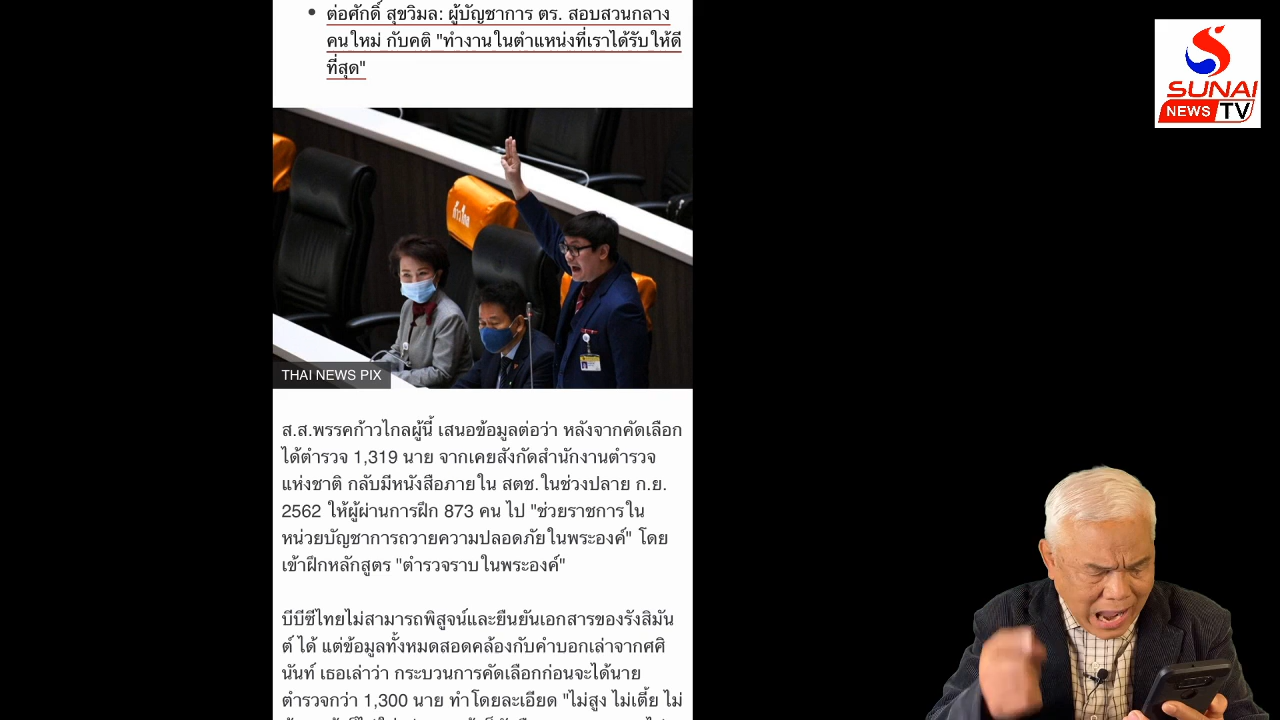 • ต่อศักดิ์ สุขวิมล: ผู้บัญชาการ ตร. สอบสวนกลาง
คนใหม่ กับคติ "ทำงานในตำแหน่งที่เราได้รับให้ดี
ที่สุด"
SUNAI
NEWS TV
ก้าวไกล
THAI NEWS PIX
ส.ส.พรรคก้าวไกลผู้นี้ เสนอข้อมูลต่อว่า หลังจากคัดเลือก
ได้ตำรวจ 1,319 นาย จากเคยสังกัดสำนักงานตำรวจ
แห่งชาติ กลับมีหนังสือภายใน สตช. ในช่วงปลาย ก.ย.
2562 ให้ผู้ผ่านการฝึก 873 คน ไป "ช่วยราชการใน
หน่วยบัญชาการถวายความปลอดภัยในพระองค์" โดย
เข้าฝึกหลักสูตร "ตำรวจราบในพระองค์"
บีบีซีไทยไม่สามารถพิสูจน์และยืนยันเอกสารของรังสิมัน
ต์ ได้ แต่ข้อมูลทั้งหมดสอดคล้องกับคำบอกเล่าจากศศิ
นันท์ เธอเล่าว่า กระบวนการคัดเลือกก่อนจะได้นาย
ตำรวจกว่า 1,300 นาย ทำโดยละเอียด "ไม่สูง ไม่เตี้ย ไม่